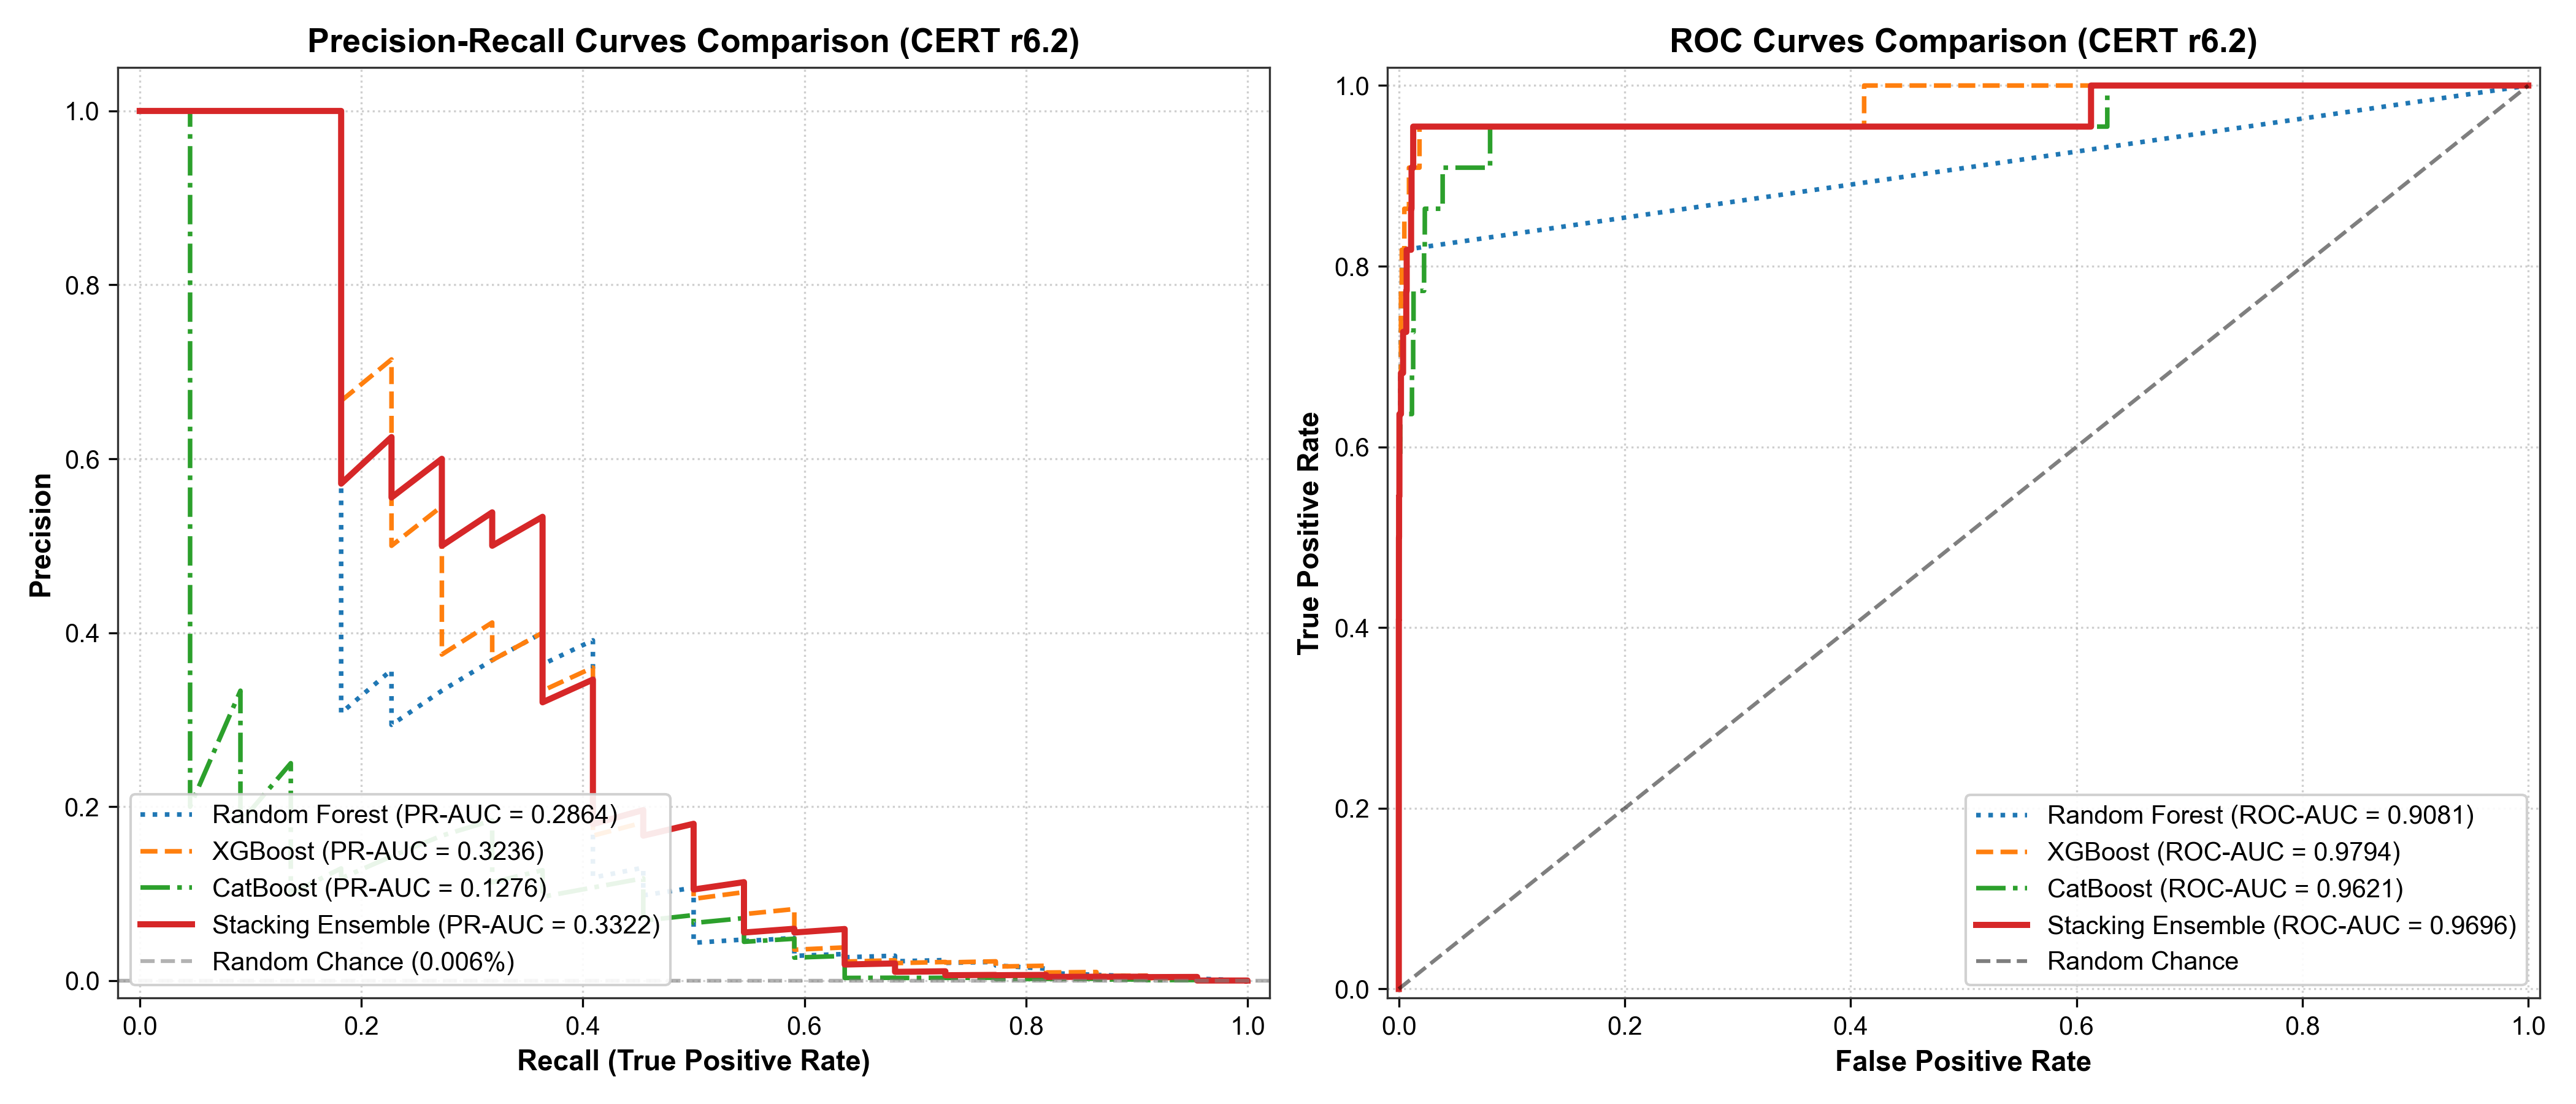 Precision-Recall Curves Comparison (CERT r6.2)
1.0
0.8
0.6
0.4
0.2
0.0
Precision
Random Forest (PR-AUC = 0.2864)
XGBoost (PR-AUC = 0.3236)
CatBoost (PR-AUC = 0.1276)
Stacking Ensemble (PR-AUC = 0.3322)
Random Chance (0.006%)
0.0 0.2 0.4 0.6 0.8 1.0
Recall (True Positive Rate)
ROC Curves Comparison (CERT r6.2)
1.0
0.8
0.6
0.4
0.2
0.0
True Positive Rate
Random Forest (ROC-AUC = 0.9081)
XGBoost (ROC-AUC = 0.9794)
CatBoost (ROC-AUC = 0.9621)
Stacking Ensemble (ROC-AUC = 0.9696)
Random Chance
0.0 0.2 0.4 0.6 0.8 1.0
False Positive Rate